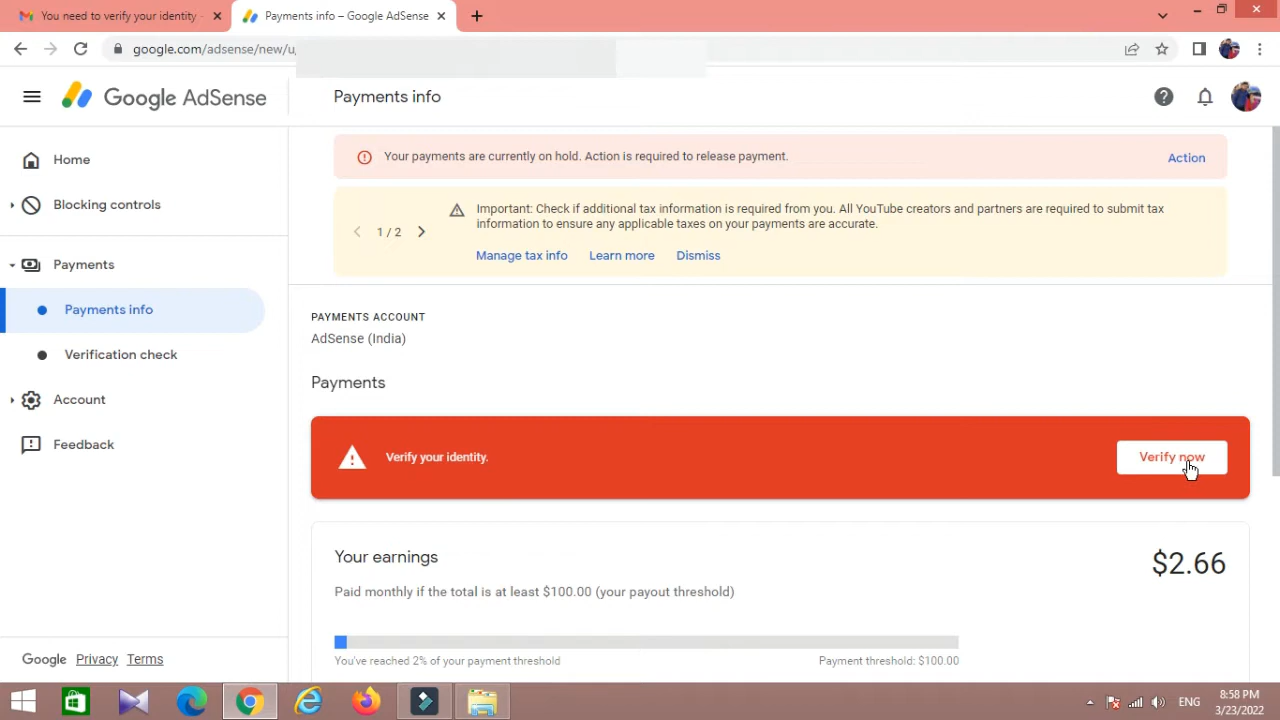 You need to verify your identity -
Payments info – Google AdSense
google.com/adsense/new/u
Google AdSense
Payments info
Home
Blocking controls
Payments
Payments info
Verification check
Account
Feedback
Google Privacy Terms
Your payments are currently on hold. Action is required to release payment.
Action
1 / 2
Important: Check if additional tax information is required from you. All YouTube creators and partners are required to submit tax
information to ensure any applicable taxes on your payments are accurate.
Manage tax info Learn more Dismiss
PAYMENTS ACCOUNT
AdSense (India)
Payments
Verify your identity.
Verify now
Your earnings
$2.66
Paid monthly if the total is at least $100.00 (your payout threshold)
You've reached 2% of your payment threshold
Payment threshold: $100.00
ENG
8:58 PM
3/23/2022